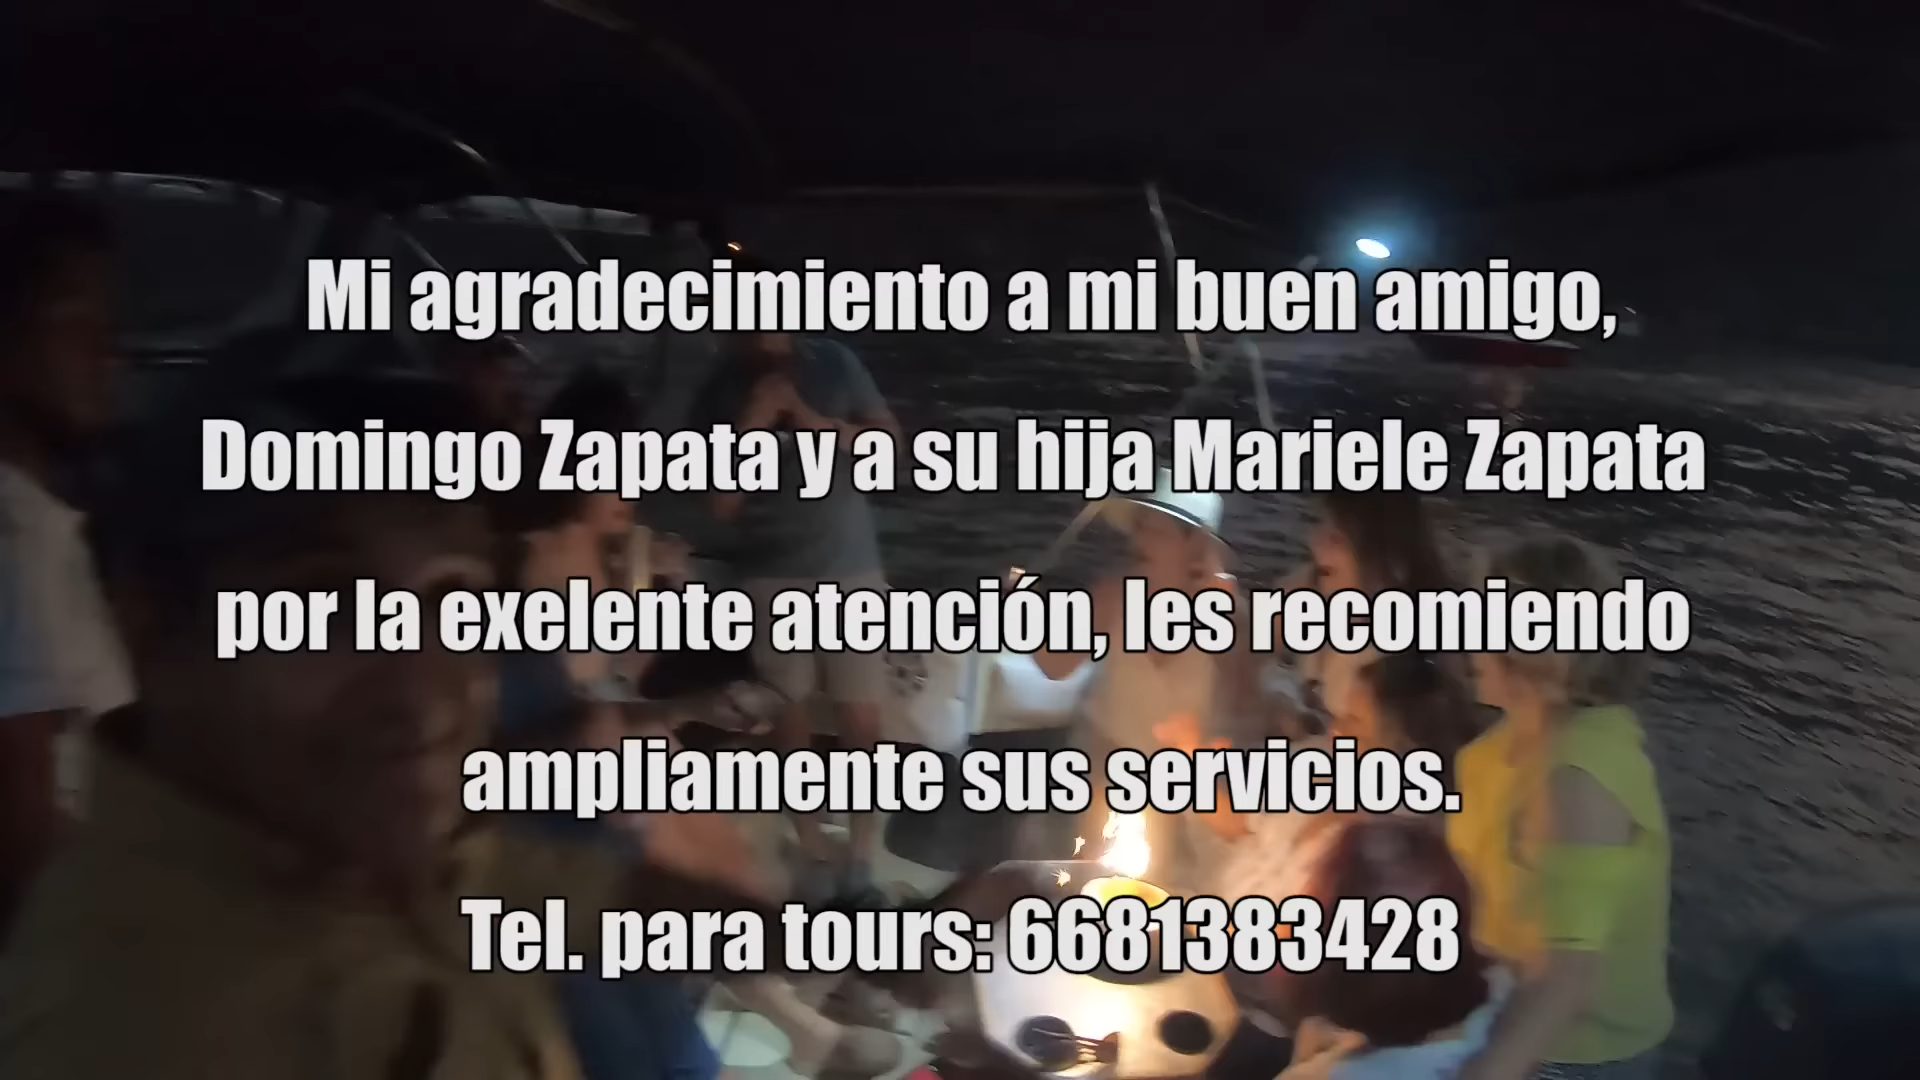 Mi agradecimiento a mi buen amigo,
Domingo Zapata y a su hija Mariele Zapata
por la exelente atención, les recomiendo
ampliamente sus servicios.
Tel. para tours: 6681383428